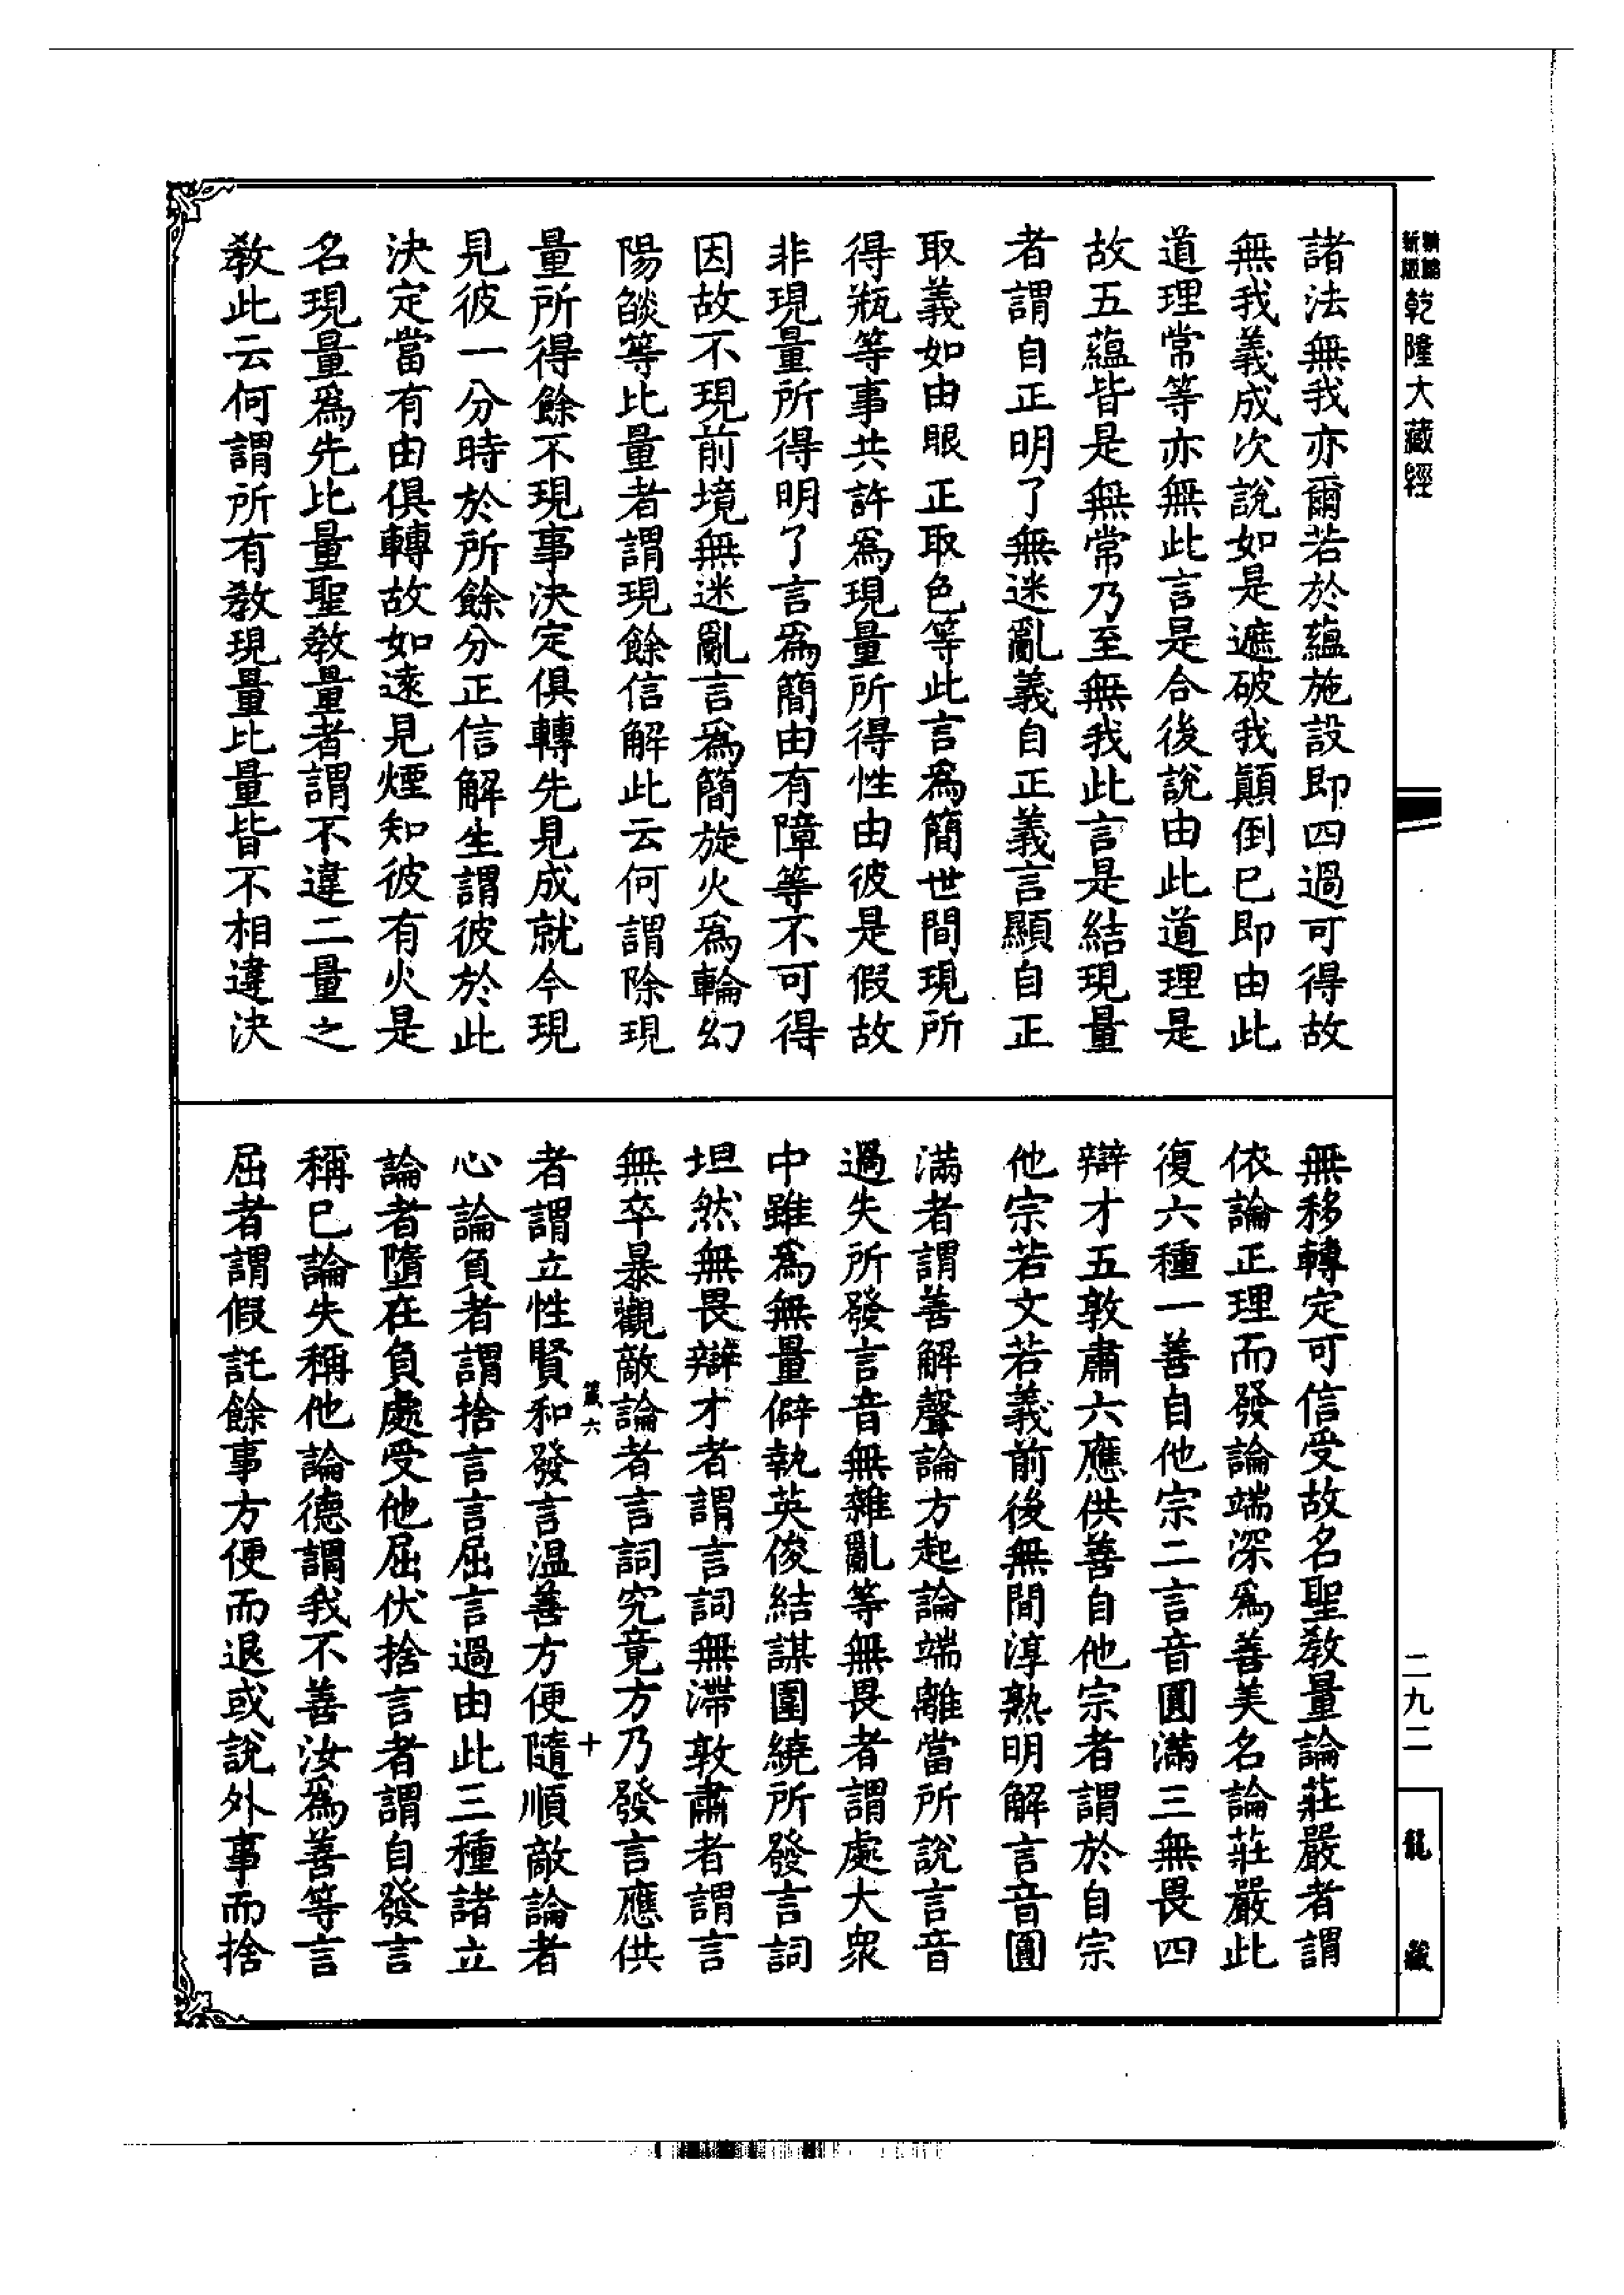 新編
新版
乾隆大藏經
諸法無我亦爾若於蘊施設即四過可得故
無我義成次說如是遮破我顛倒已即由此
道理常等亦無此言是合後說由此道理是
故五蘊皆是無常乃至無我此言是結現量
者謂自正明了無迷亂義自正義言顯自正
取義如由眼正取色等此言爲簡世間現所
得瓶等事共許爲現量所得性由彼是假故
非現量所得明了言爲簡由有障等不可得
因故不現前境無迷亂言爲簡旋火爲輪幻
陽燄等比量者謂現餘信解此云何謂除現
量所得餘不現事決定俱轉先見成就今現
見彼一分時於所餘分正信解生謂彼於此
決定當有由俱轉故如遠見煙知彼有火是
名現量爲先比量聖教量者謂不違二量之
教此云何謂所有教現量比量皆不相違決
無移轉定可信受故名聖教量論莊嚴者謂
依論正理而發論端深爲善美名論莊嚴此
復六種一善自他宗二言音圓滿三無畏四
辯才五敦肅六應供善自他宗者謂於自宗
他宗若文若義前後無間淳熟明解言音圓
滿者謂善解聲論方起論端離當所說言音
過失所發言音無雜亂等無畏者謂處大衆
中雖爲無量僻執英俊結謀圍繞所發言詞
坦然無畏辯才者謂言詞無滯敦肅者謂言
無卒暴觀敵論者言詞究竟方乃發言應供
者謂立性賢和發言温善方便隨順敵論者
心論負者謂捨言言屈言過由此三種諸立
論者墮在負處受他屈伏捨言者謂自發言
稱已論失稱他論德謂我不善汝爲善等言
屈者謂假託餘事方便而退或說外事而捨
六
十
二九二
龍藏